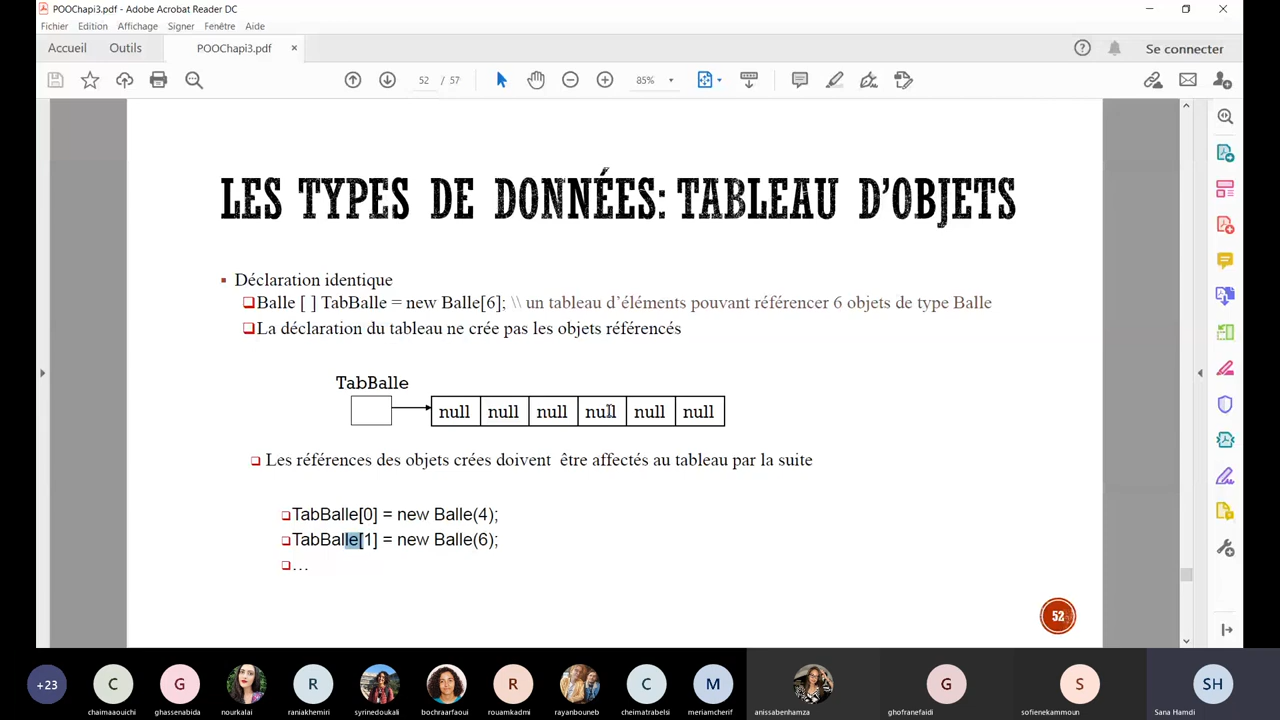 POOChapi3.pdf - Adobe Acrobat Reader DC
Fichier Edition Affichage Signer Fenêtre Aide
Accueil Outils POOChapi3.pdf × Se connecter
52 / 57 85%
LES TYPES DE DONNÉES: TABLEAU D'OBJETS
Déclaration identique
Balle [ ] TabBalle = new Balle[6]; \\ un tableau d'éléments pouvant référencer 6 objets de type Balle
La déclaration du tableau ne crée pas les objets référencés
TabBalle
null null null null null null
Les références des objets crées doivent être affectés au tableau par la suite
TabBalle[0] = new Balle(4);
TabBalle[1] = new Balle(6);
…
52
+23 C G R R C M G S SH
chaimaaouichi ghassenabida nourkalai raniakhemiri syrinedoukali bochraarfaoui rouamkadmi rayanbouneb cheimatrabelsi meriamcherif anissabenhamza ghofranefaidi sofienekammoun Sana Hamdi